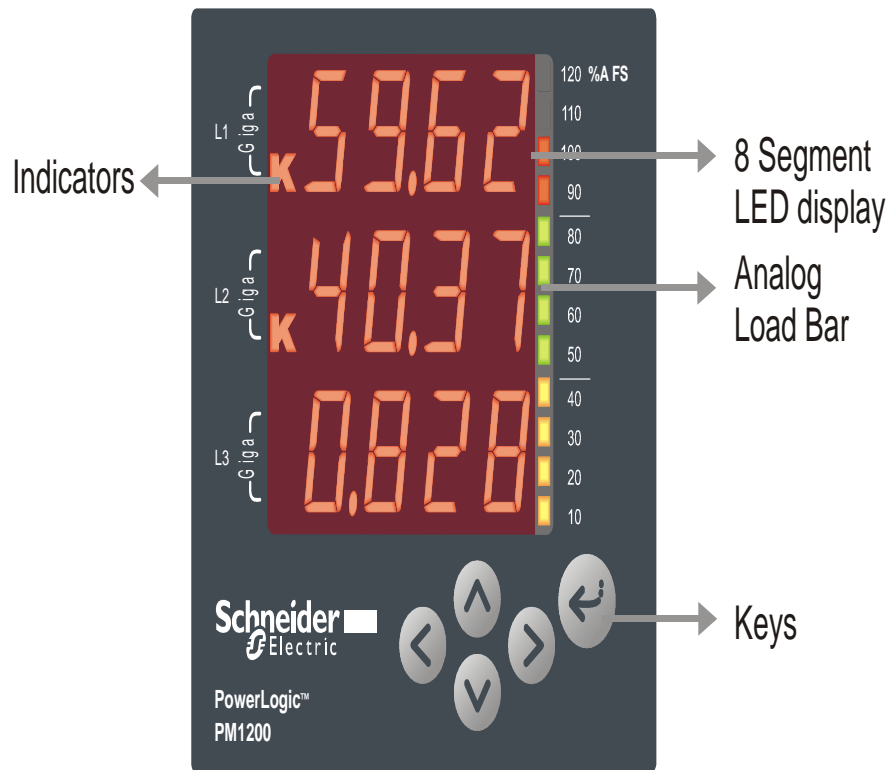 59.62
120 %A FS
110
100
90
L1
Giga
K
Indicators
8 Segment
LED display
40.37
80
70
60
50
L2
Giga
K
Analog
Load Bar
0.828
40
30
20
10
L3
Giga
Schneider
Electric
Keys
PowerLogic™
PM1200